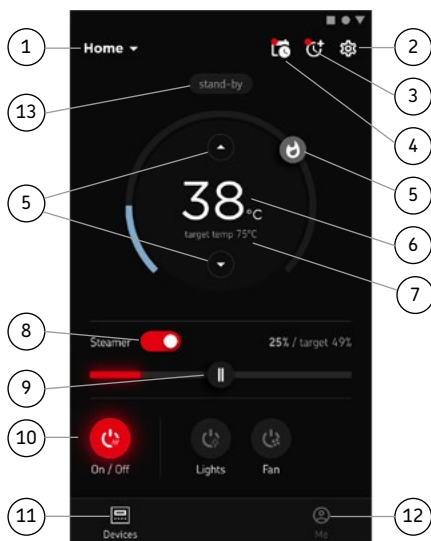 1
Home
2
3
4
13
stand-by
5
5
38 °C
6
target temp 75°C
7
8
Steamer
25% / target 49%
9
10
On / Off
Lights
Fan
11
Devices
12
Me